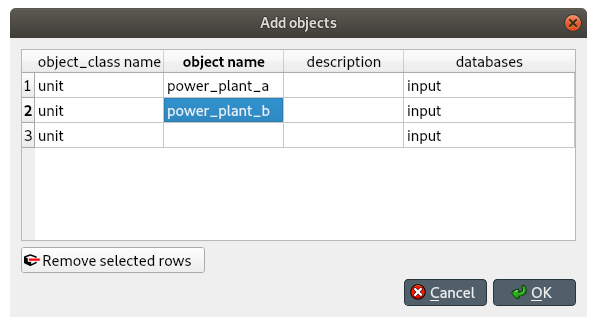 Add objects
object_class name object name description databases
1 unit power_plant_a input
2 unit power_plant_b input
3 unit input
Remove selected rows
Cancel OK